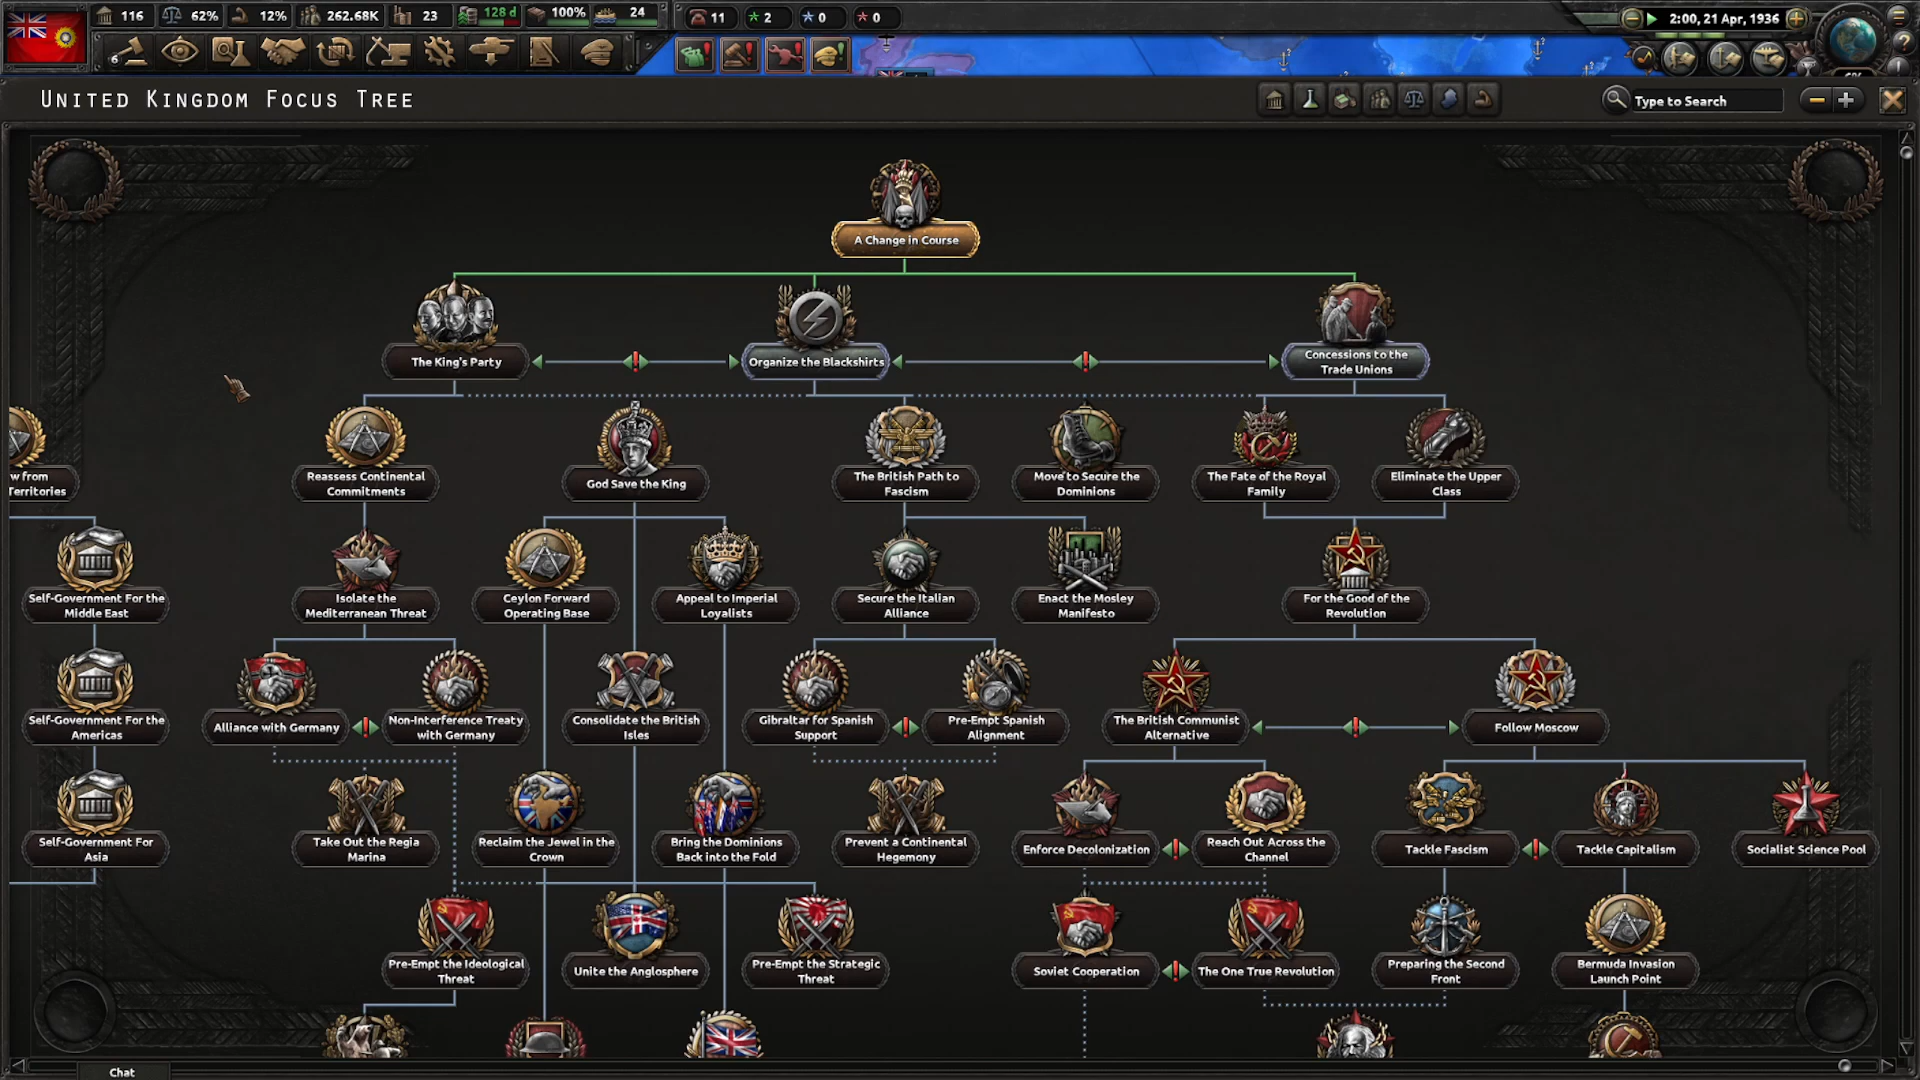 116 62% 12% 262.68K 23 128 d 100% 24 11 2 0 0 2:00, 21 Apr, 1936
6
United Kingdom Focus Tree Type to Search
A Change in Course
The King's Party
Organize the Blackshirts
Concessions to the
Trade Unions
w from
Territories
Reassess Continental
Commitments
God Save the King
The British Path to
Fascism
Move to Secure the
Dominions
The Fate of the Royal
Family
Eliminate the Upper
Class
Self-Government For the
Middle East
Isolate the
Mediterranean Threat
Ceylon Forward
Operating Base
Appeal to Imperial
Loyalists
Secure the Italian
Alliance
Enact the Mosley
Manifesto
For the Good of the
Revolution
Self-Government For the
Americas
Alliance with Germany
Non-Interference Treaty
with Germany
Consolidate the British
Isles
Gibraltar for Spanish
Support
Pre-Empt Spanish
Alignment
The British Communist
Alternative
Follow Moscow
Self-Government For
Asia
Take Out the Regia
Marina
Reclaim the Jewel in the
Crown
Bring the Dominions
Back into the Fold
Prevent a Continental
Hegemony
Enforce Decolonization
Reach Out Across the
Channel
Tackle Fascism
Tackle Capitalism
Socialist Science Pool
Pre-Empt the Ideological
Threat
Unite the Anglosphere
Pre-Empt the Strategic
Threat
Soviet Cooperation
The One True Revolution
Preparing the Second
Front
Bermuda Invasion
Launch Point
Chat